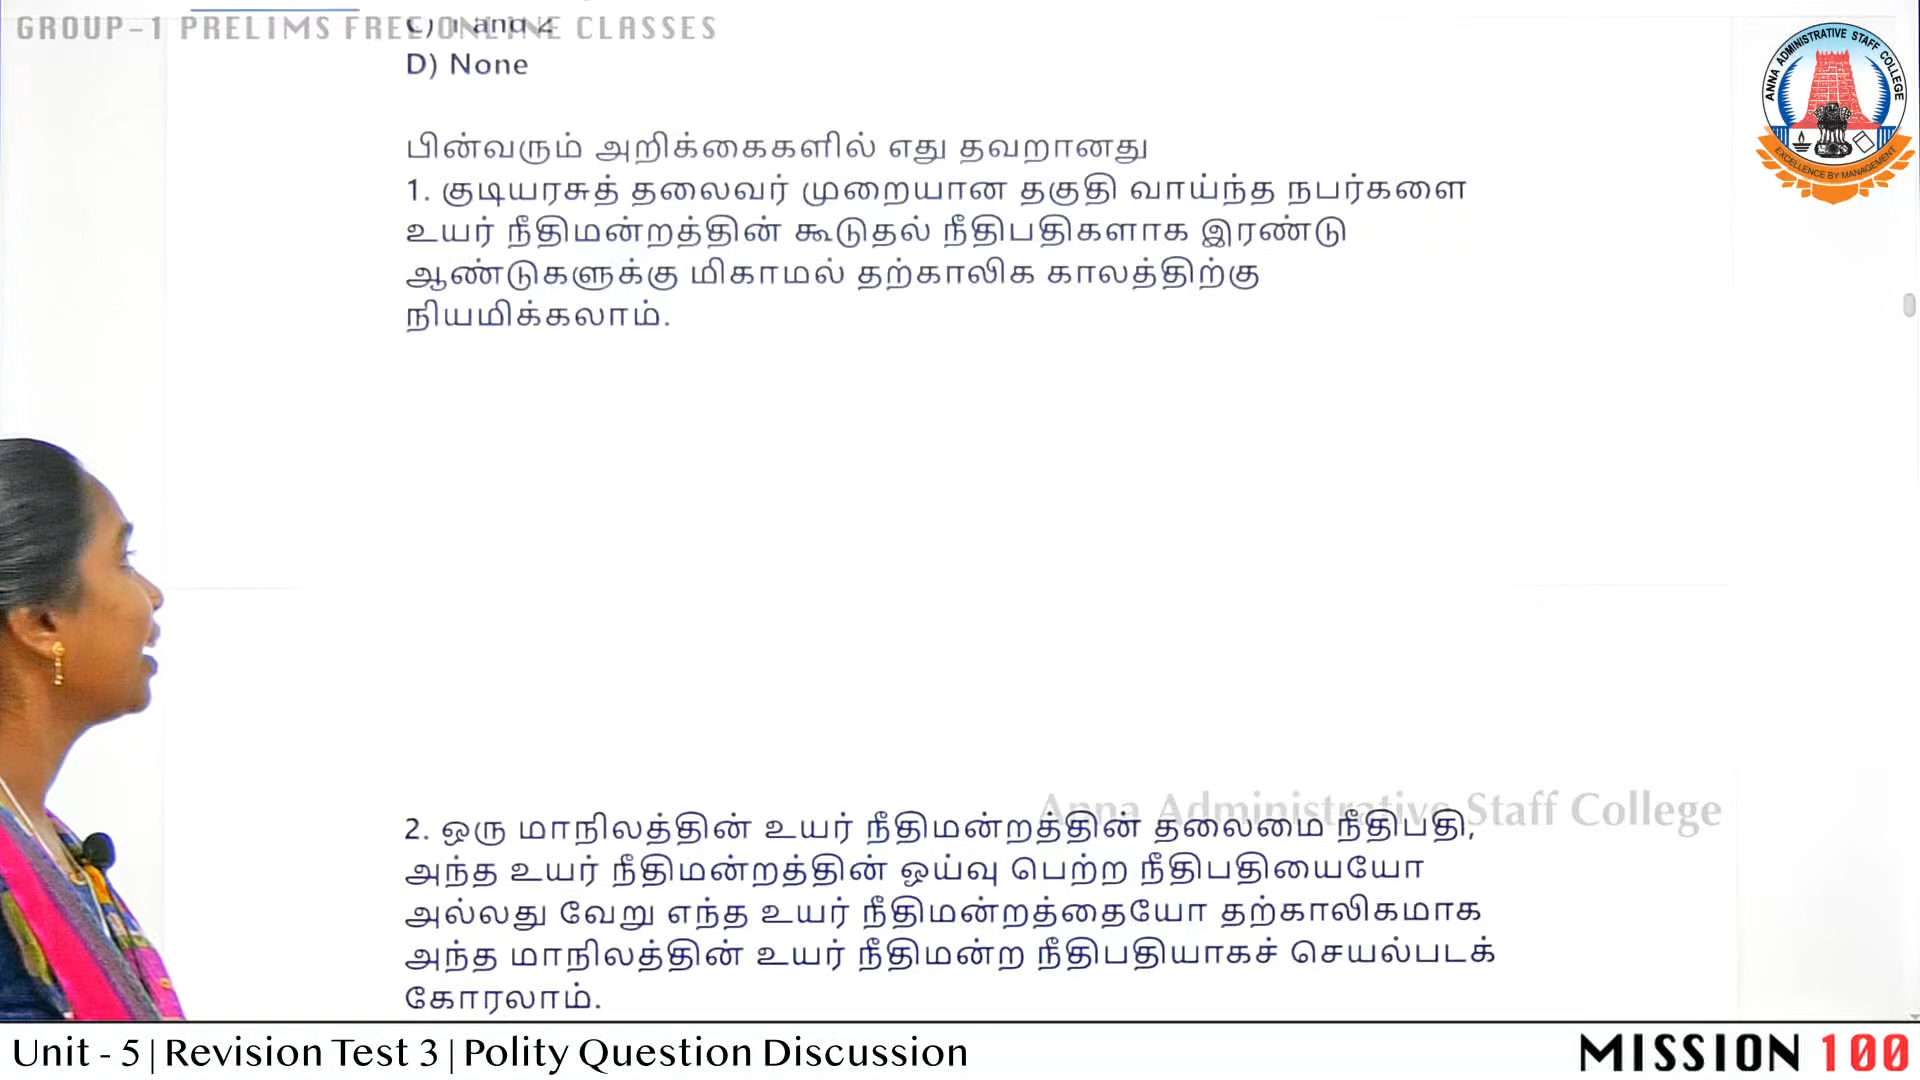 GROUP-1 PRELIMS FREE ONLINE CLASSES
C) 1 and 2
D) None
ANNA ADMINISTRATIVE STAFF COLLEGE
EXCELLENCE BY MANAGEMENT
பின்வரும் அறிக்கைகளில் எது தவறானது
1. குடியரசுத் தலைவர் முறையான தகுதி வாய்ந்த நபர்களை
உயர் நீதிமன்றத்தின் கூடுதல் நீதிபதிகளாக இரண்டு
ஆண்டுகளுக்கு மிகாமல் தற்காலிக காலத்திற்கு
நியமிக்கலாம்.
Anna Administrative Staff College
2. ஒரு மாநிலத்தின் உயர் நீதிமன்றத்தின் தலைமை நீதிபதி,
அந்த உயர் நீதிமன்றத்தின் ஓய்வு பெற்ற நீதிபதியையோ
அல்லது வேறு எந்த உயர் நீதிமன்றத்தையோ தற்காலிகமாக
அந்த மாநிலத்தின் உயர் நீதிமன்ற நீதிபதியாகச் செயல்படக்
கோரலாம்.
Unit - 5 | Revision Test 3 | Polity Question Discussion
MISSION 100